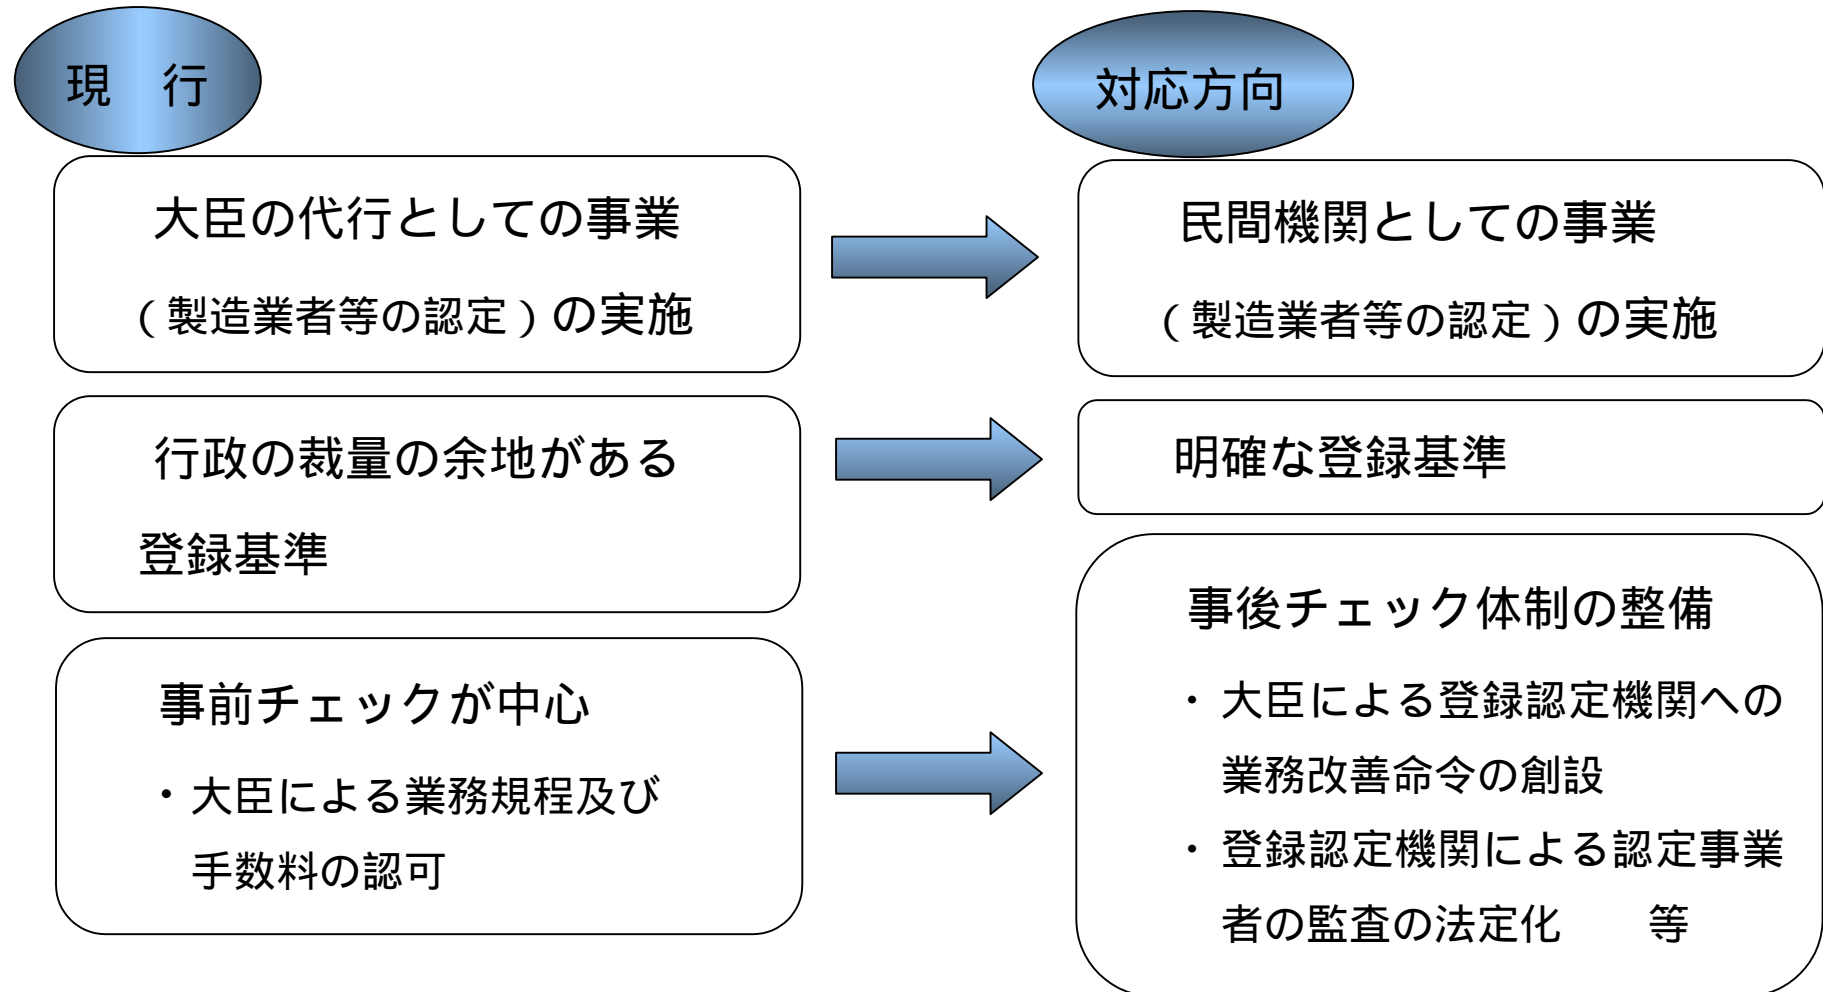 現　行
大臣の代行としての事業
（製造業者等の認定）の実施
行政の裁量の余地がある
登録基準
事前チェックが中心
・大臣による業務規程及び
手数料の認可
対応方向
民間機関としての事業
（製造業者等の認定）の実施
明確な登録基準
事後チェック体制の整備
・大臣による登録認定機関への
業務改善命令の創設
・登録認定機関による認定事業
者の監査の法定化　　等